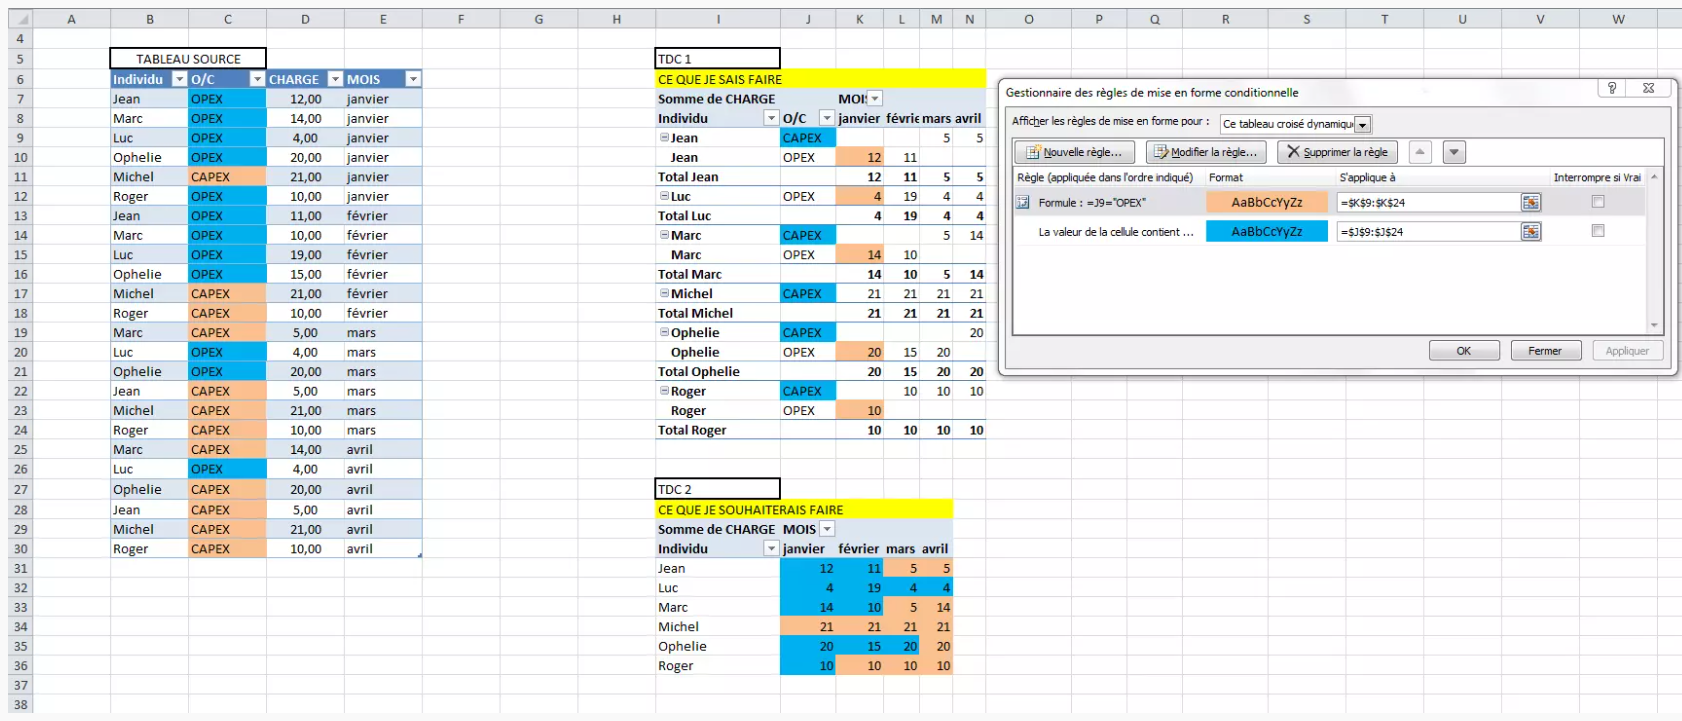 A B C D E F G H I J K L M N O P Q R S T U V W
4
5 TABLEAU SOURCE TDC 1
6 Individu O/C CHARGE MOIS CE QUE JE SAIS FAIRE
7 Jean OPEX 12,00 janvier Somme de CHARGE MOIS
8 Marc OPEX 14,00 janvier Individu O/C janvier févrie mars avril
9 Luc OPEX 4,00 janvier Jean CAPEX 5 5
10 Ophelie OPEX 20,00 janvier Jean OPEX 12 11
11 Michel CAPEX 21,00 janvier Total Jean 12 11 5 5
12 Roger OPEX 10,00 janvier Luc OPEX 4 19 4 4
13 Jean OPEX 11,00 février Total Luc 4 19 4 4
14 Marc OPEX 10,00 février Marc CAPEX 5 14
15 Luc OPEX 19,00 février Marc OPEX 14 10
16 Ophelie OPEX 15,00 février Total Marc 14 10 5 14
17 Michel CAPEX 21,00 février Michel CAPEX 21 21 21 21
18 Roger CAPEX 10,00 février Total Michel 21 21 21 21
19 Marc CAPEX 5,00 mars Ophelie CAPEX 20
20 Luc OPEX 4,00 mars Ophelie OPEX 20 15 20
21 Ophelie OPEX 20,00 mars Total Ophelie 20 15 20 20
22 Jean CAPEX 5,00 mars Roger CAPEX 10 10 10
23 Michel CAPEX 21,00 mars Roger OPEX 10
24 Roger CAPEX 10,00 mars Total Roger 10 10 10 10
25 Marc CAPEX 14,00 avril
26 Luc OPEX 4,00 avril
27 Ophelie CAPEX 20,00 avril TDC 2
28 Jean CAPEX 5,00 avril CE QUE JE SOUHAITERAIS FAIRE
29 Michel CAPEX 21,00 avril Somme de CHARGE MOIS
30 Roger CAPEX 10,00 avril Individu janvier février mars avril
31 Jean 12 11 5 5
32 Luc 4 19 4 4
33 Marc 14 10 5 14
34 Michel 21 21 21 21
35 Ophelie 20 15 20 20
36 Roger 10 10 10 10
37
38
Gestionnaire des règles de mise en forme conditionnelle
Afficher les règles de mise en forme pour : Ce tableau croisé dynamiqu
Nouvelle règle... Modifier la règle... Supprimer la règle
Règle (appliquée dans l'ordre indiqué) Format S'applique à Interrompre si Vrai
Formule : =J9="OPEX" AaBbCcYyZz =$K$9:$K$24
La valeur de la cellule contient ... AaBbCcYyZz =$J$9:$J$24
OK Fermer Appliquer